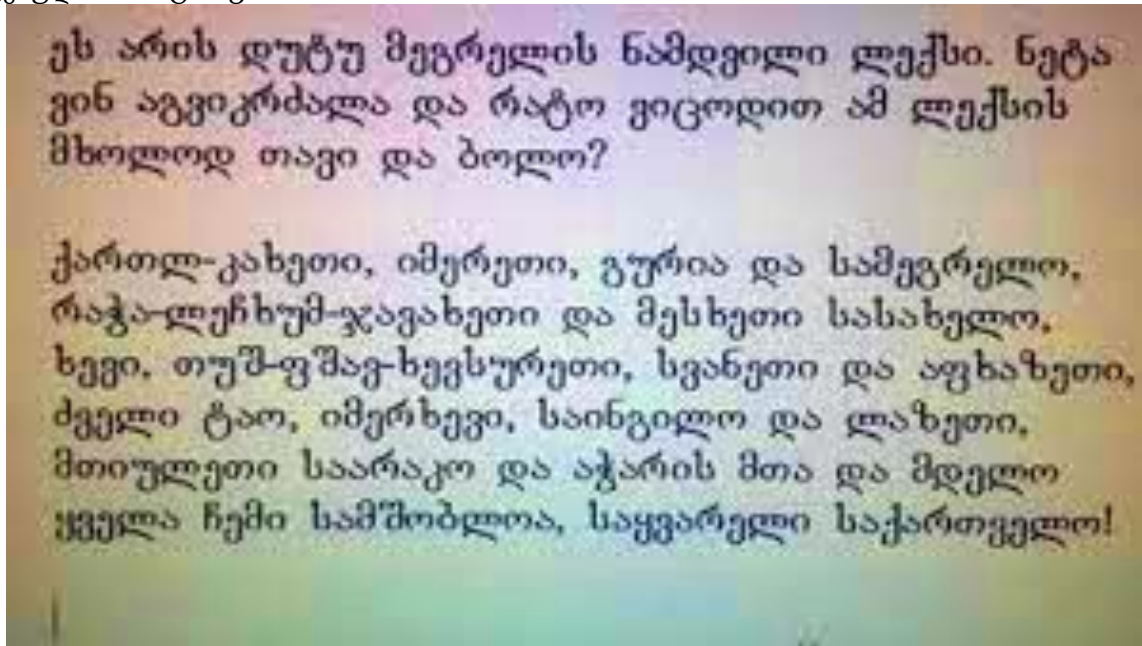 ეს არის დუტუ მეგრელის ნამდვილი ლექსი. ნეტა
ვინ აგვიკრძალა და რატო ვიცოდით ამ ლექსის
მხოლოდ თავი და ბოლო?
ქართლ-კახეთი, იმერეთი, გურია და სამეგრელო,
რაჭა-ლეჩხუმ-ჯავახეთი და მესხეთი სასახელო,
ხევი, თუშ-ფშავ-ხევსურეთი, სვანეთი და აფხაზეთი,
ძველი ტაო, იმერხევი, საინგილო და ლაზეთი,
მთიულეთი საარაკო და აჭარის მთა და მდელო
ყველა ჩემი სამშობლოა, საყვარელი საქართველო!